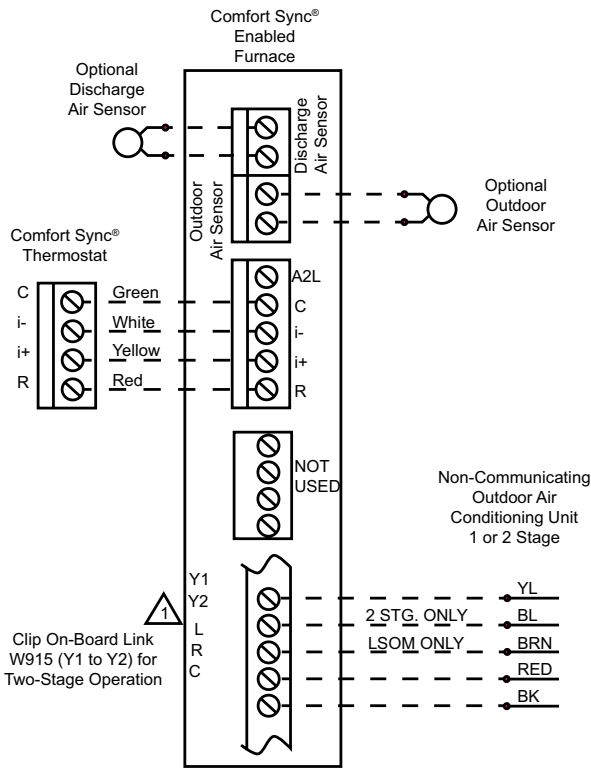 Comfort Sync®
Enabled
Furnace
Optional
Discharge
Air Sensor
Discharge
Air Sensor
Outdoor
Air Sensor
Optional
Outdoor
Air Sensor
Comfort Sync®
Thermostat
C
i-
i+
R
Green
White
Yellow
Red
A2L
C
i-
i+
R
NOT
USED
Non-Communicating
Outdoor Air
Conditioning Unit
1 or 2 Stage
Y1
Y2
L
R
C
1
Clip On-Board Link
W915 (Y1 to Y2) for
Two-Stage Operation
2 STG. ONLY
LSOM ONLY
YL
BL
BRN
RED
BK